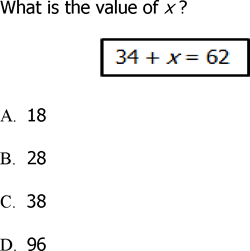 What is the value of x?
34 + x = 62
A. 18
B. 28
C. 38
D. 96